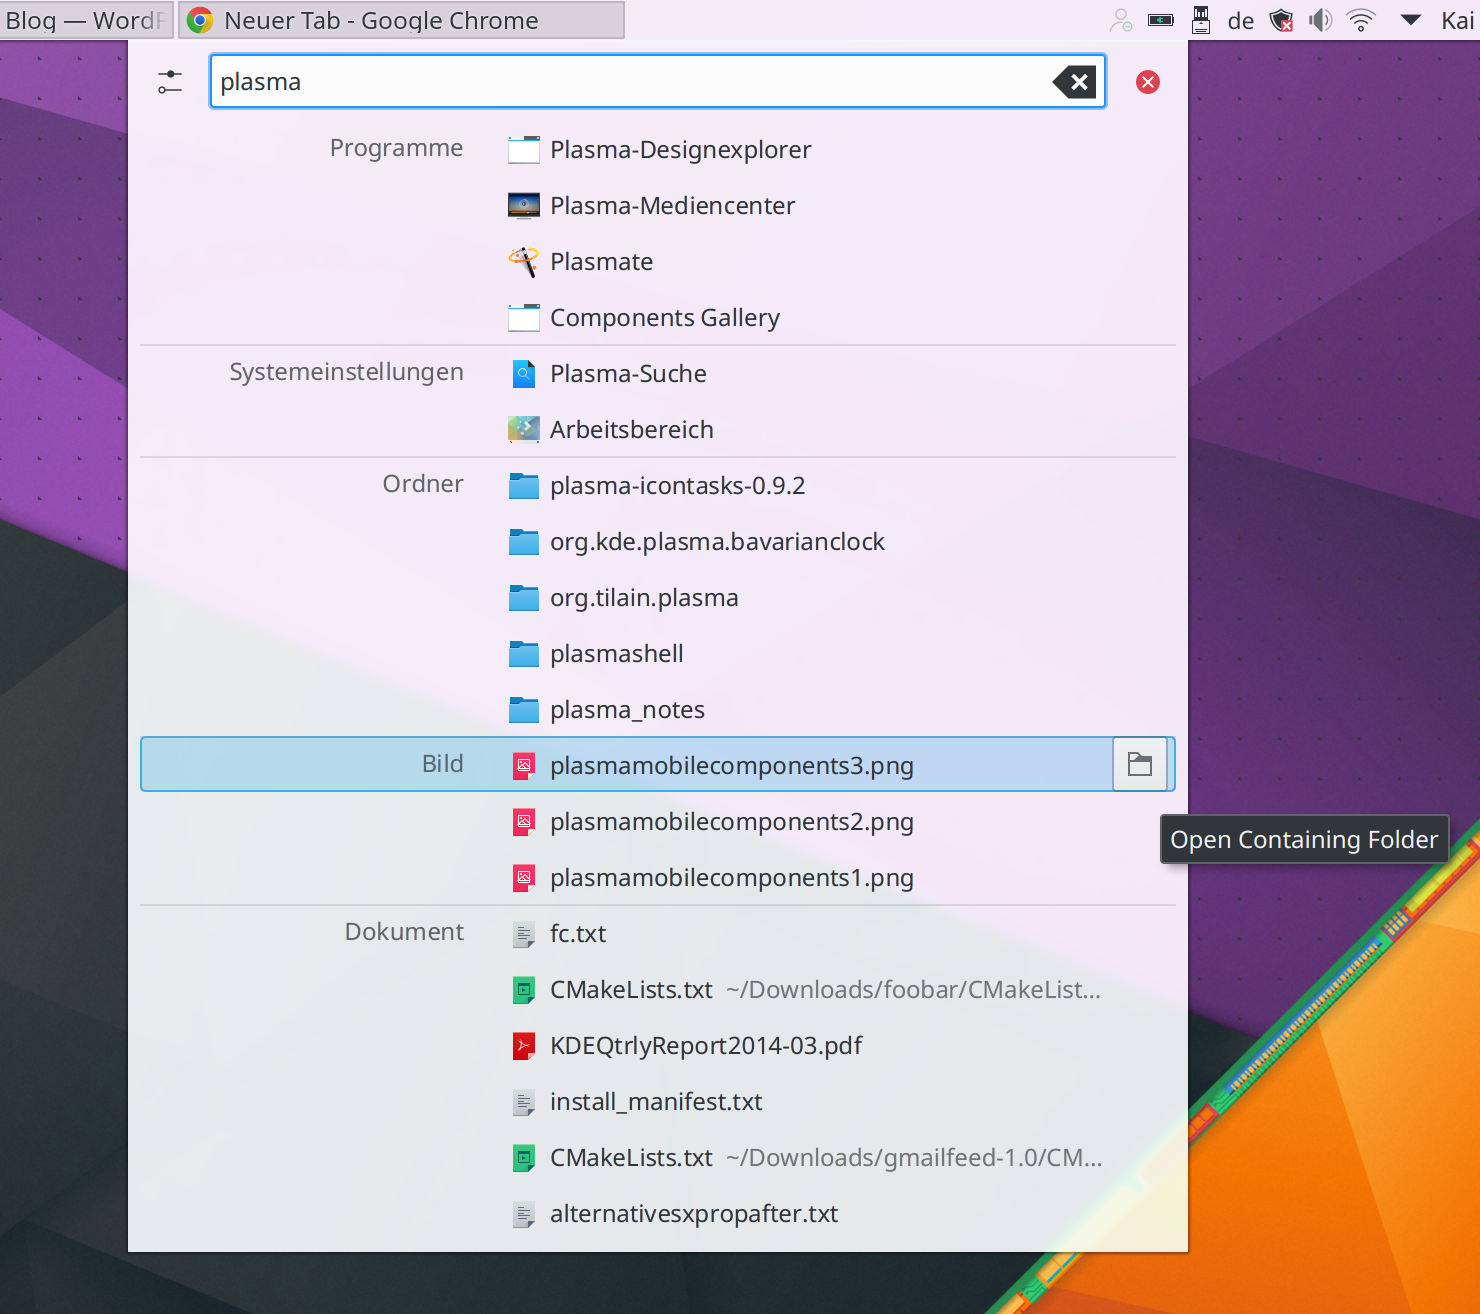 Blog — WordP
Neuer Tab - Google Chrome
de
Kai
plasma
Programme
Plasma-Designexplorer
Plasma-Mediencenter
Plasmate
Components Gallery
Systemeinstellungen
Plasma-Suche
Arbeitsbereich
Ordner
plasma-icontasks-0.9.2
org.kde.plasma.bavarianclock
org.tilain.plasma
plasmashell
plasma_notes
Bild
plasmamobilecomponents3.png
Open Containing Folder
plasmamobilecomponents2.png
plasmamobilecomponents1.png
Dokument
fc.txt
CMakeLists.txt ~/Downloads/foobar/CMakeList...
KDEQtrlyReport2014-03.pdf
install_manifest.txt
CMakeLists.txt ~/Downloads/gmailfeed-1.0/CM...
alternativesxpropafter.txt